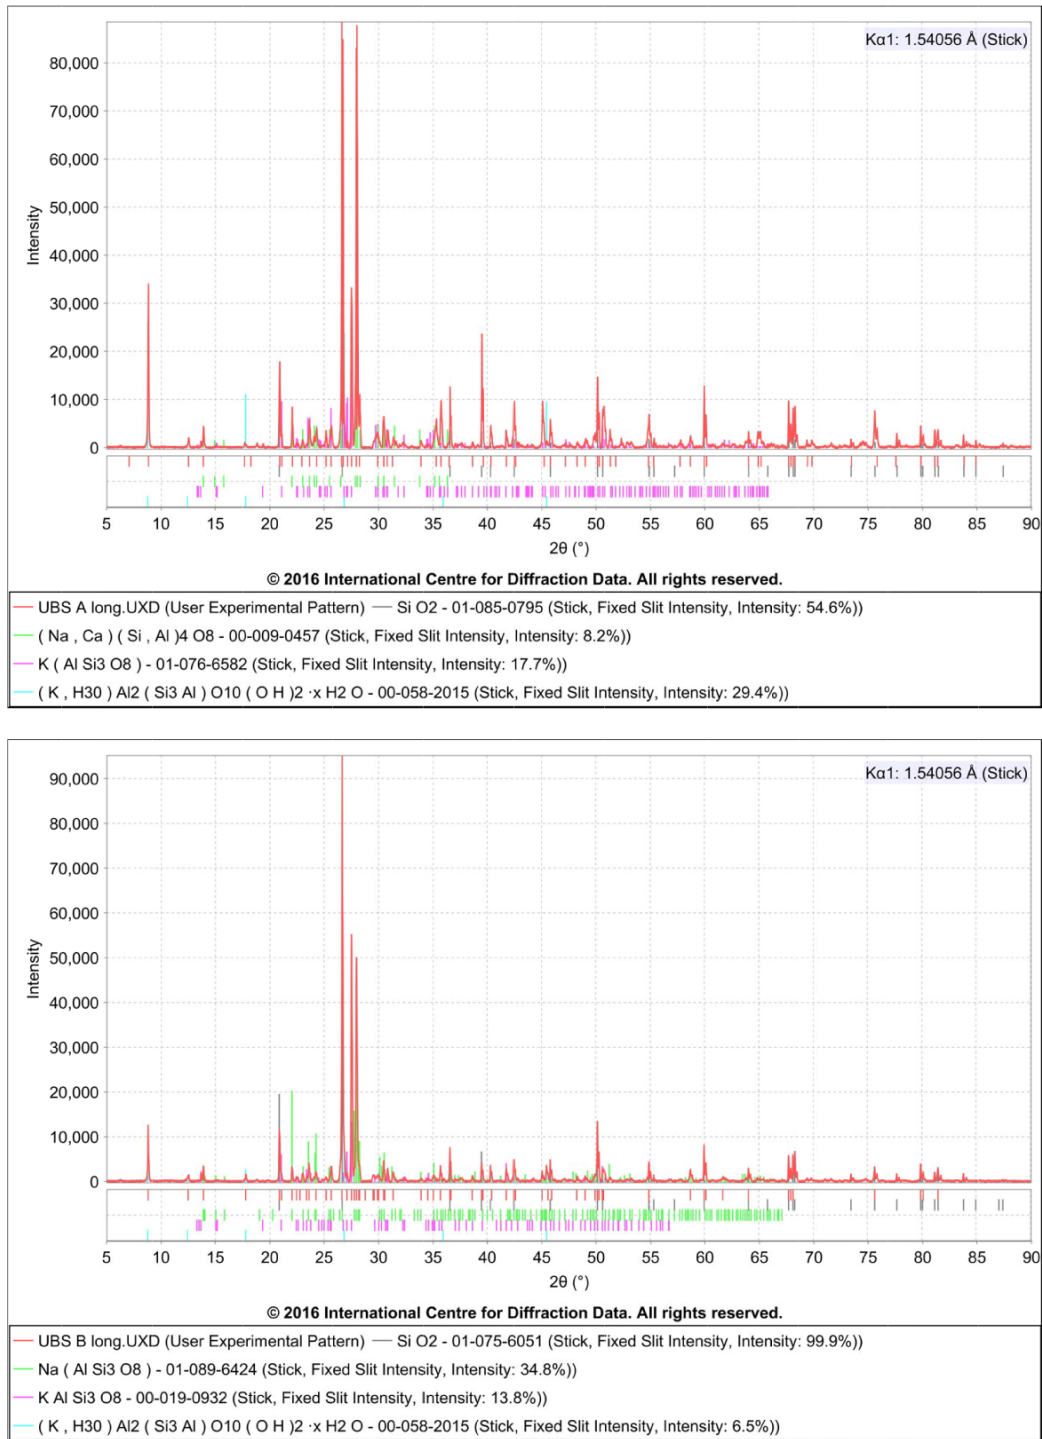 Kα1: 1.54056 Å (Stick)
80,000
70,000
60,000
50,000
40,000
30,000
20,000
10,000
0
Intensity
5 10 15 20 25 30 35 40 45 50 55 60 65 70 75 80 85 90
2θ (°)
© 2016 International Centre for Diffraction Data. All rights reserved.
UBS A long.UXD (User Experimental Pattern) Si O2 - 01-085-0795 (Stick, Fixed Slit Intensity, Intensity: 54.6%))
( Na , Ca ) ( Si , Al )4 O8 - 00-009-0457 (Stick, Fixed Slit Intensity, Intensity: 8.2%))
K ( Al Si3 O8 ) - 01-076-6582 (Stick, Fixed Slit Intensity, Intensity: 17.7%))
( K , H30 ) Al2 ( Si3 Al ) O10 ( O H )2 ·x H2 O - 00-058-2015 (Stick, Fixed Slit Intensity, Intensity: 29.4%))
Kα1: 1.54056 Å (Stick)
90,000
80,000
70,000
60,000
50,000
40,000
30,000
20,000
10,000
0
Intensity
5 10 15 20 25 30 35 40 45 50 55 60 65 70 75 80 85 90
2θ (°)
© 2016 International Centre for Diffraction Data. All rights reserved.
UBS B long.UXD (User Experimental Pattern) Si O2 - 01-075-6051 (Stick, Fixed Slit Intensity, Intensity: 99.9%))
Na ( Al Si3 O8 ) - 01-089-6424 (Stick, Fixed Slit Intensity, Intensity: 34.8%))
K Al Si3 O8 - 00-019-0932 (Stick, Fixed Slit Intensity, Intensity: 13.8%))
( K , H30 ) Al2 ( Si3 Al ) O10 ( O H )2 ·x H2 O - 00-058-2015 (Stick, Fixed Slit Intensity, Intensity: 6.5%))